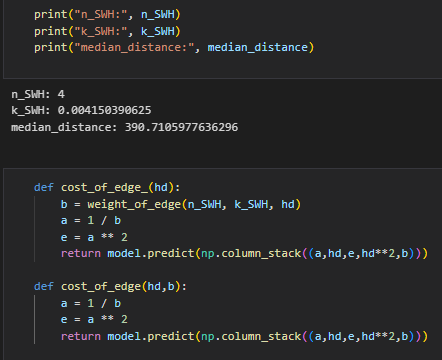 print("n_SWH:", n_SWH)
print("k_SWH:", k_SWH)
print("median_distance:", median_distance)
n_SWH: 4
k_SWH: 0.004150390625
median_distance: 390.7105977636296
def cost_of_edge_(hd):
    b = weight_of_edge(n_SWH, k_SWH, hd)
    a = 1 / b
    e = a ** 2
    return model.predict(np.column_stack((a,hd,e,hd**2,b)))
def cost_of_edge(hd,b):
    a = 1 / b
    e = a ** 2
    return model.predict(np.column_stack((a,hd,e,hd**2,b)))